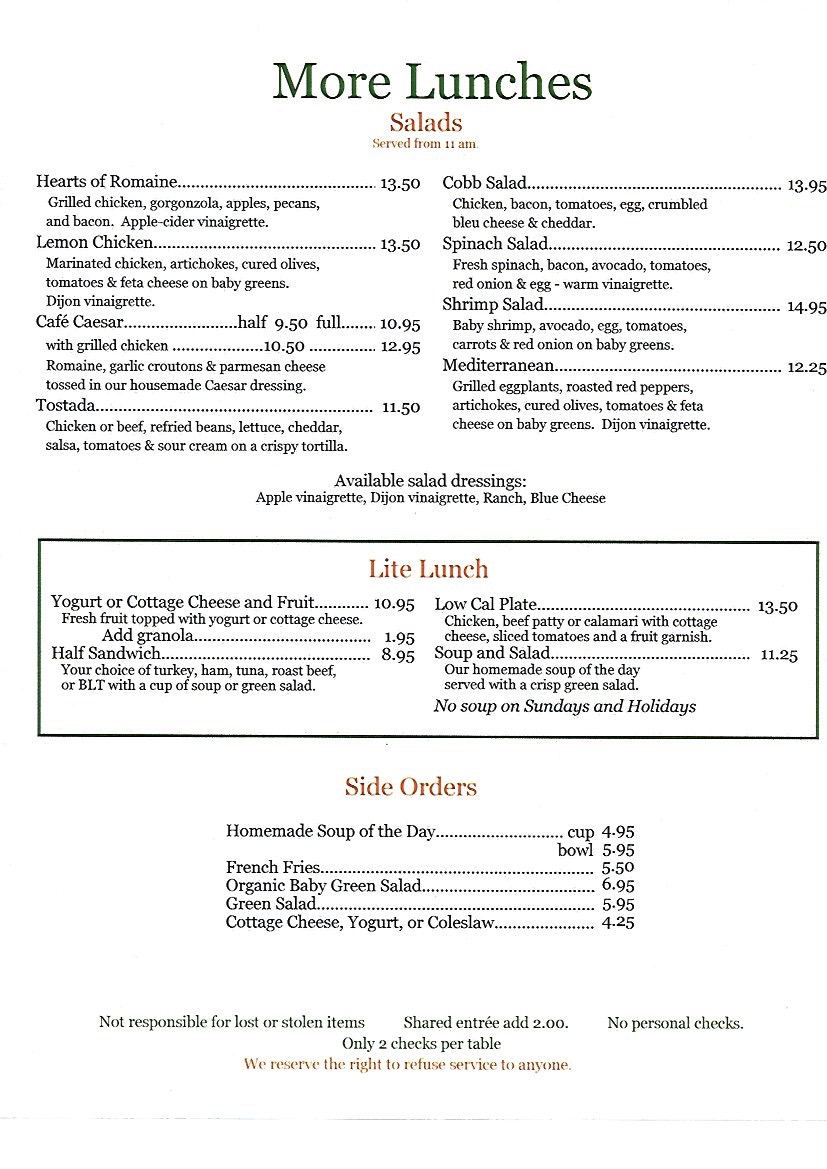 More Lunches
Salads
Served from 11 am.
Hearts of Romaine........................................... 13.50
Grilled chicken, gorgonzola, apples, pecans,
and bacon. Apple-cider vinaigrette.
Lemon Chicken................................................ 13.50
Marinated chicken, artichokes, cured olives,
tomatoes & feta cheese on baby greens.
Dijon vinaigrette.
Café Caesar.........................half 9.50 full....... 10.95
with grilled chicken ....................10.50 .............. 12.95
Romaine, garlic croutons & parmesan cheese
tossed in our housemade Caesar dressing.
Tostada............................................................ 11.50
Chicken or beef, refried beans, lettuce, cheddar,
salsa, tomatoes & sour cream on a crispy tortilla.
Cobb Salad....................................................... 13.95
Chicken, bacon, tomatoes, egg, crumbled
bleu cheese & cheddar.
Spinach Salad.................................................. 12.50
Fresh spinach, bacon, avocado, tomatoes,
red onion & egg - warm vinaigrette.
Shrimp Salad................................................... 14.95
Baby shrimp, avocado, egg, tomatoes,
carrots & red onion on baby greens.
Mediterranean................................................. 12.25
Grilled eggplants, roasted red peppers,
artichokes, cured olives, tomatoes & feta
cheese on baby greens. Dijon vinaigrette.
Available salad dressings:
Apple vinaigrette, Dijon vinaigrette, Ranch, Blue Cheese
Lite Lunch
Yogurt or Cottage Cheese and Fruit............ 10.95
Fresh fruit topped with yogurt or cottage cheese.
Add granola....................................... 1.95
Half Sandwich.............................................. 8.95
Your choice of turkey, ham, tuna, roast beef,
or BLT with a cup of soup or green salad.
Low Cal Plate.............................................. 13.50
Chicken, beef patty or calamari with cottage
cheese, sliced tomatoes and a fruit garnish.
Soup and Salad........................................... 11.25
Our homemade soup of the day
served with a crisp green salad.
No soup on Sundays and Holidays
Side Orders
Homemade Soup of the Day............................ cup 4.95
bowl 5.95
French Fries............................................................ 5.50
Organic Baby Green Salad...................................... 6.95
Green Salad............................................................. 5.95
Cottage Cheese, Yogurt, or Coleslaw...................... 4.25
Not responsible for lost or stolen items Shared entrée add 2.00. No personal checks.
Only 2 checks per table
We reserve the right to refuse service to anyone.